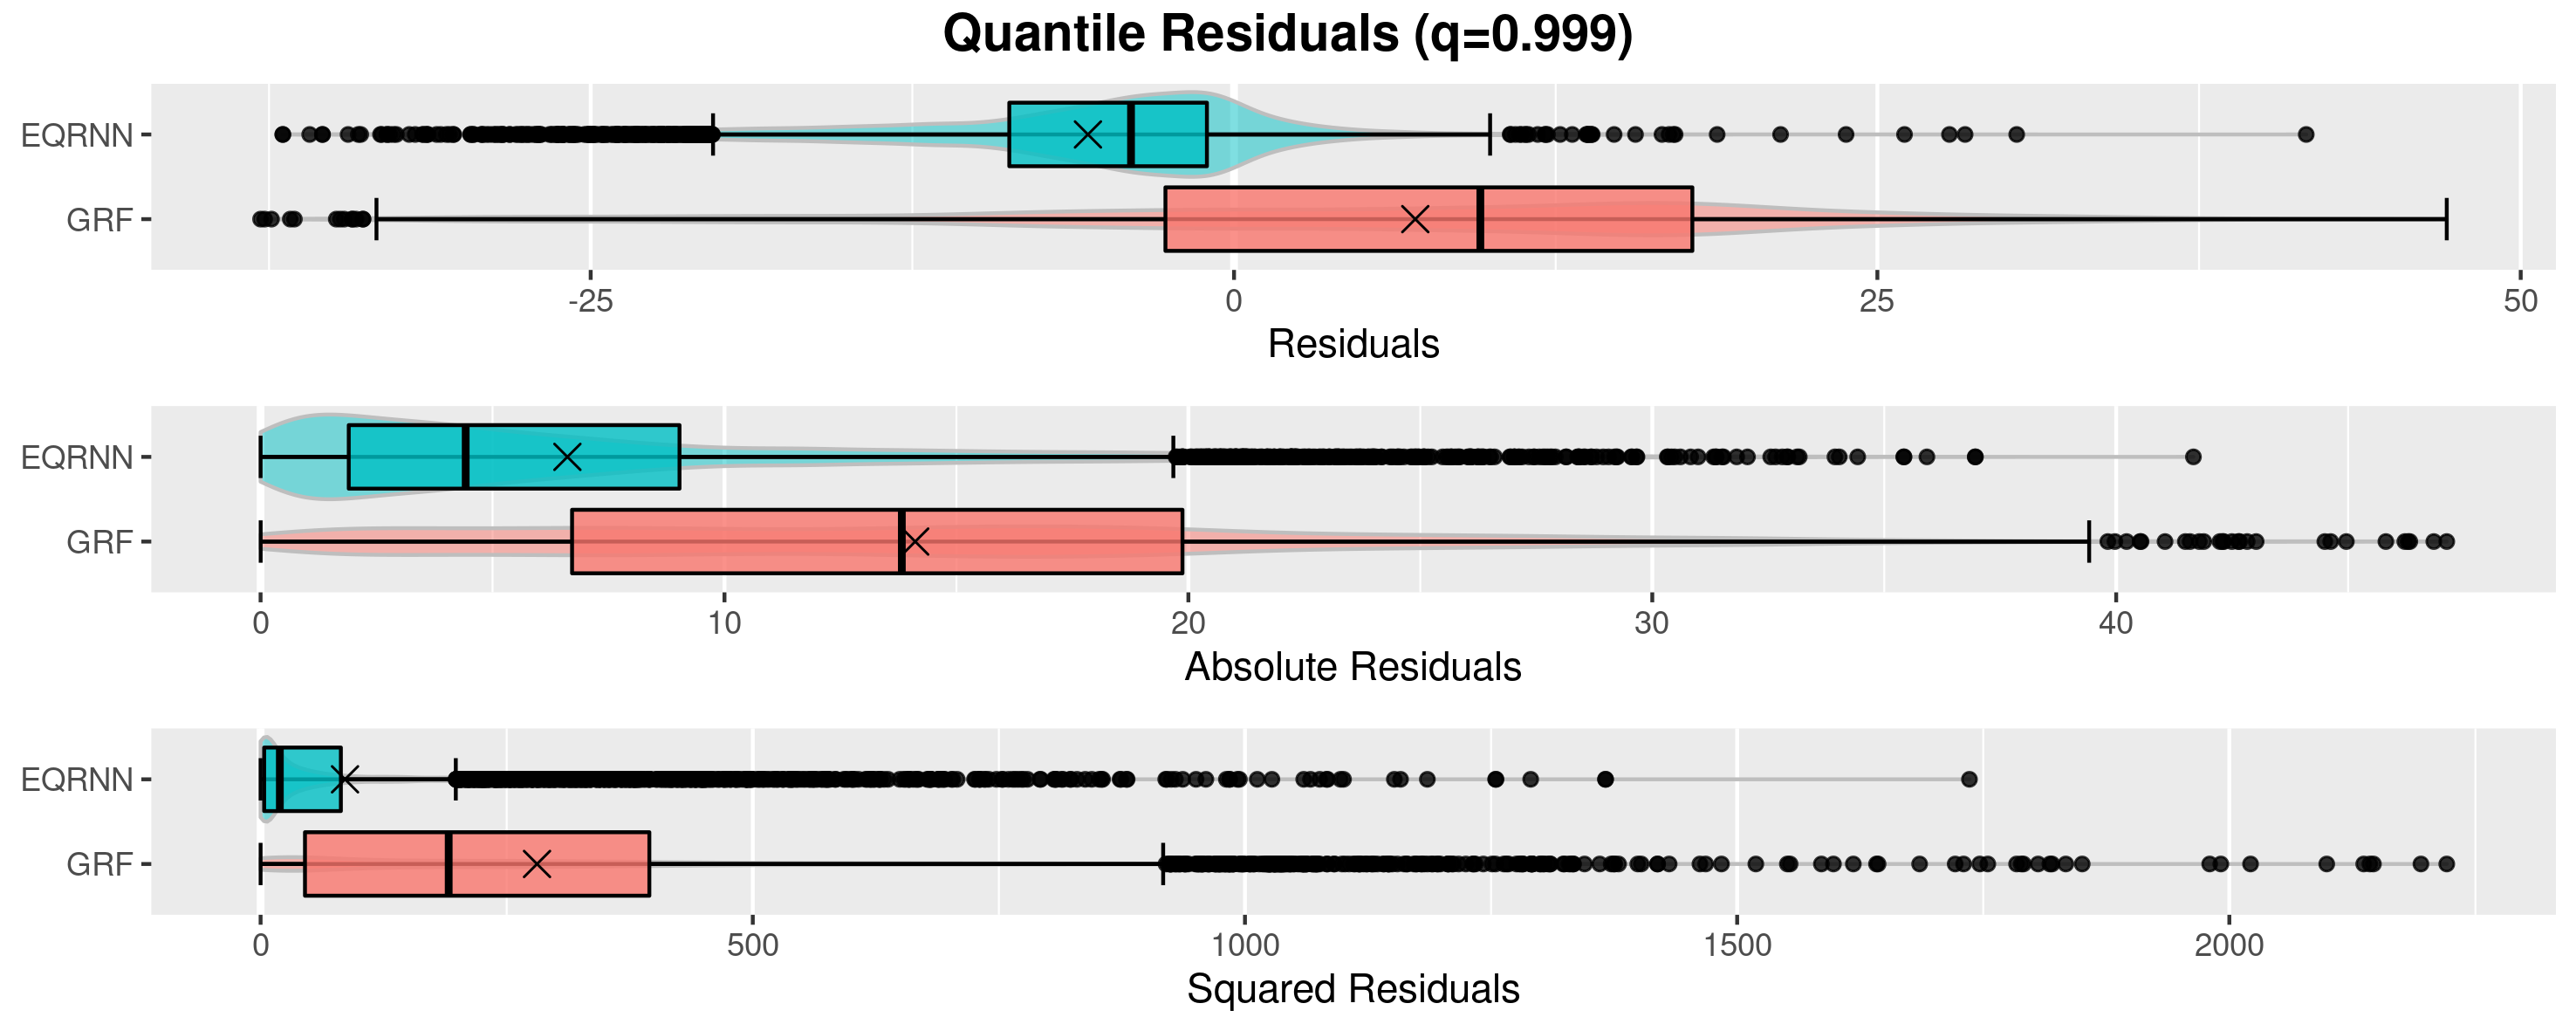 Quantile Residuals (q=0.999)
EQRNN
GRF
-25 0 25 50
Residuals
EQRNN
GRF
0 10 20 30 40
Absolute Residuals
EQRNN
GRF
0 500 1000 1500 2000
Squared Residuals